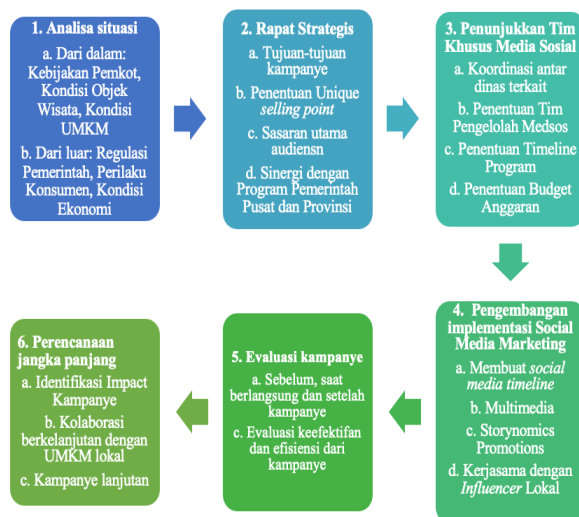 1. Analisa situasi
a. Dari dalam:
Kebijakan Pemkot,
Kondisi Objek
Wisata, Kondisi
UMKM
b. Dari luar: Regulasi
Pemerintah, Perilaku
Konsumen, Kondisi
Ekonomi
2. Rapat Strategis
a. Tujuan-tujuan
kampanye
b. Penentuan Unique
selling point
c. Sasaran utama
audiensn
d. Sinergi dengan
Program Pemerintah
Pusat dan Provinsi
3. Penunjukkan Tim
Khusus Media Sosial
a. Koordinasi antar
dinas terkait
b. Penentuan Tim
Pengelolah Medsos
c. Penentuan Timeline
Program
d. Penentuan Budget
Anggaran
4. Pengembangan
implementasi Social
Media Marketing
a. Membuat social
media timeline
b. Multimedia
c. Storynomics
Promotions
d. Kerjasama dengan
Influencer Lokal
5. Evaluasi kampanye
a. Sebelum, saat
berlangsung dan setelah
kampanye
c. Evaluasi keefektifan
dan efisiensi dari
kampanye
6. Perencanaan
jangka panjang
a. Identifikasi Impact
Kampanye
b. Kolaborasi
berkelanjutan dengan
UMKM lokal
c. Kampanye lanjutan